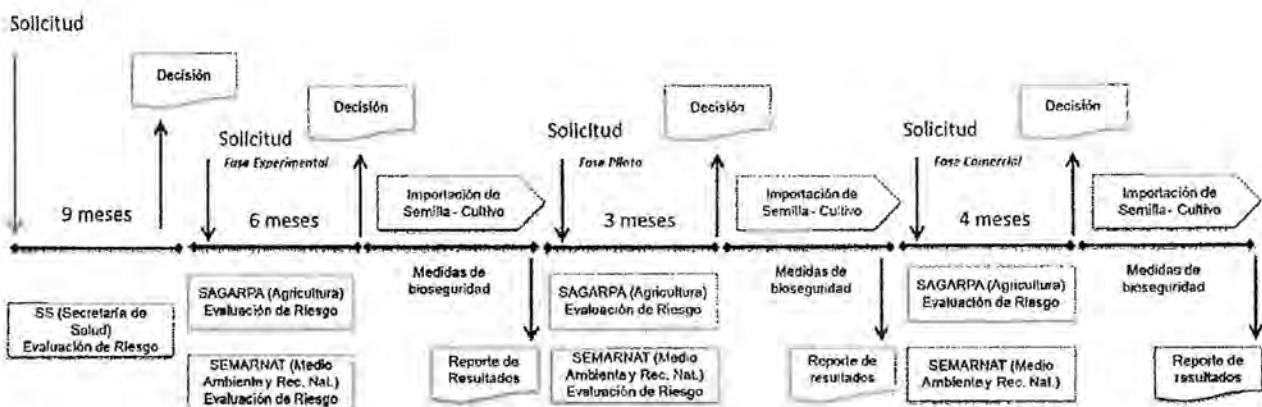 Solicitud
Decisión
Decisión
Decisión
Decisión
Solicitud
Fase Experimental
Solicitud
Fase Piloto
Solicitud
Fase Comercial
9 meses
6 meses
Importación de
Semilla - Cultivo
3 meses
Importación de
Semilla - Cultivo
4 meses
Importación de
Semilla - Cultivo
SS (Secretaría de
Salud)
Evaluación de Riesgo
SAGARPA (Agricultura)
Evaluación de Riesgo
SEMARNAT (Medio
Ambiente y Rec. Nat.)
Evaluación de Riesgo
Medidas de
bioseguridad
Reporte de
Resultados
SAGARPA (Agricultura)
Evaluación de Riesgo
SEMARNAT (Medio
Ambiente y Rec. Nat.)
Evaluación de Riesgo
Medidas de
bioseguridad
Reporte de
resultados
SAGARPA (Agricultura)
Evaluación de Riesgo
SEMARNAT (Medio
Ambiente y Rec. Nat.)
Medidas de
bioseguridad
Reporte de
resultados